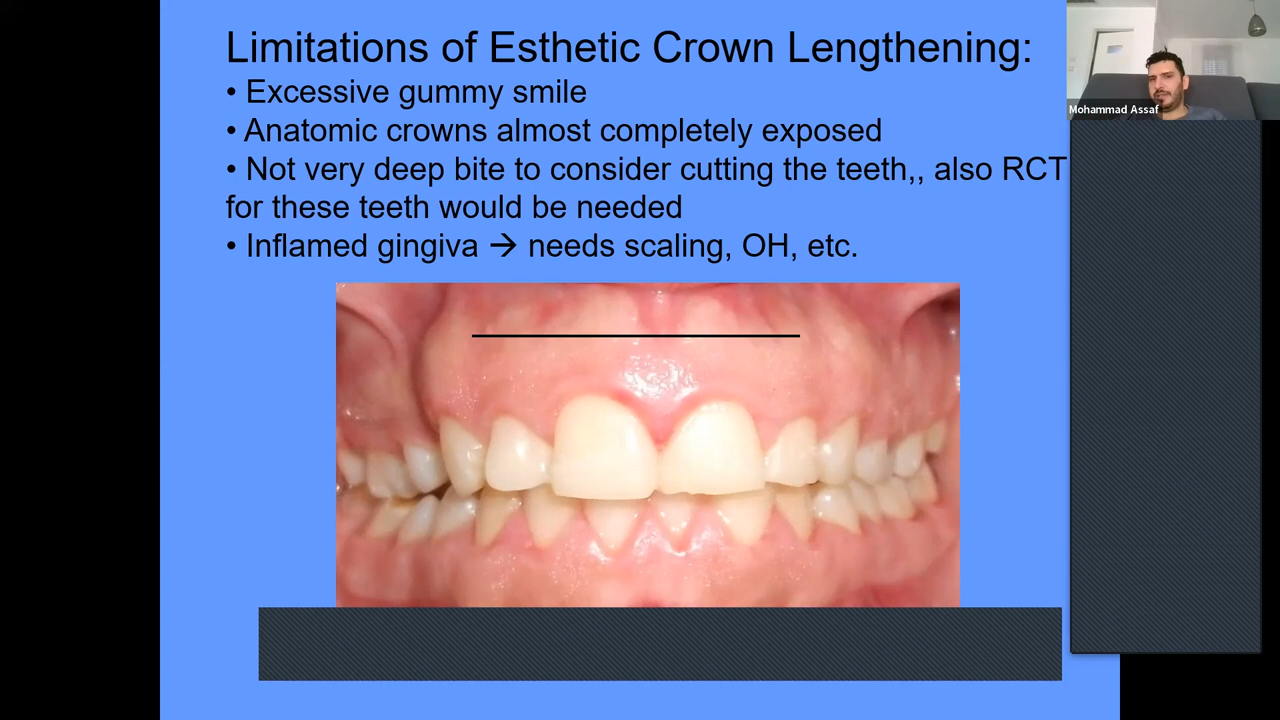 Limitations of Esthetic Crown Lengthening:
• Excessive gummy smile
• Anatomic crowns almost completely exposed
• Not very deep bite to consider cutting the teeth,, also RCT
for these teeth would be needed
• Inflamed gingiva → needs scaling, OH, etc.
Mohammad Assaf